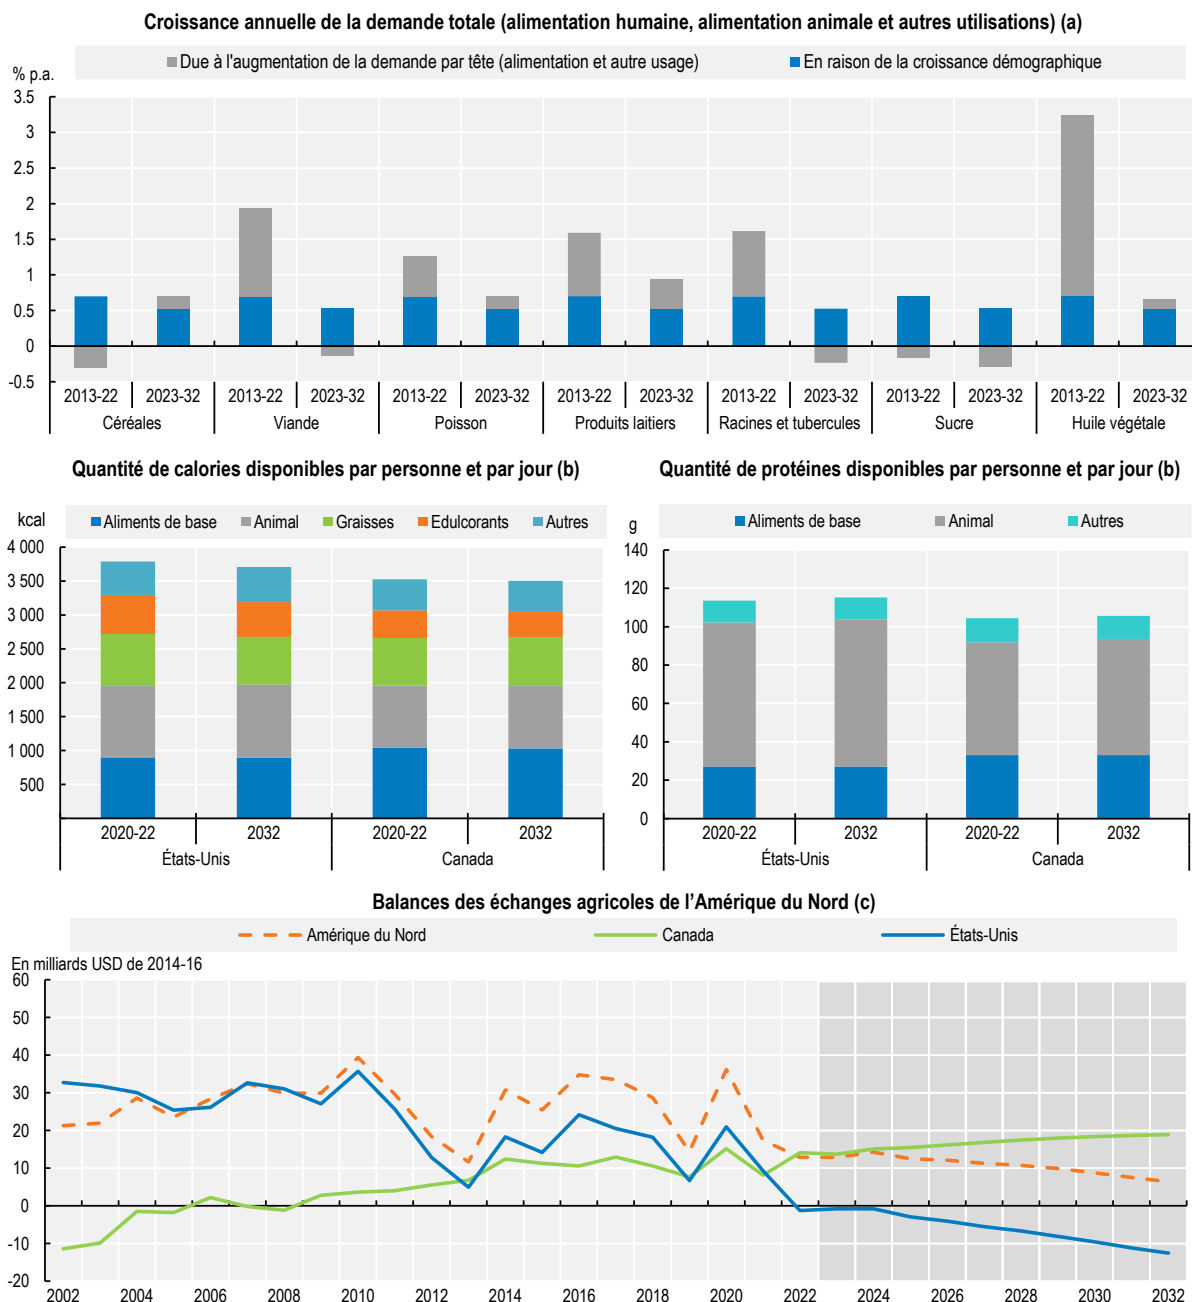 Croissance annuelle de la demande totale (alimentation humaine, alimentation animale et autres utilisations) (a)
Due à l'augmentation de la demande par tête (alimentation et autre usage) En raison de la croissance démographique
% p.a.
3.5
3
2.5
2
1.5
1
0.5
0
-0.5
2013-22 2023-32 2013-22 2023-32 2013-22 2023-32 2013-22 2023-32 2013-22 2023-32 2013-22 2023-32 2013-22 2023-32
Céréales Viande Poisson Produits laitiers Racines et tubercules Sucre Huile végétale
Quantité de calories disponibles par personne et par jour (b)
kcal
Aliments de base Animal Graisses Edulcorants Autres
4 000
3 500
3 000
2 500
2 000
1 500
1 000
500
2020-22 2032 2020-22 2032
États-Unis Canada
Quantité de protéines disponibles par personne et par jour (b)
g
Aliments de base Animal Autres
140
120
100
80
60
40
20
0
2020-22 2032 2020-22 2032
États-Unis Canada
Balances des échanges agricoles de l’Amérique du Nord (c)
Amérique du Nord Canada États-Unis
En milliards USD de 2014-16
60
50
40
30
20
10
0
-10
-20
2002 2004 2006 2008 2010 2012 2014 2016 2018 2020 2022 2024 2026 2028 2030 2032